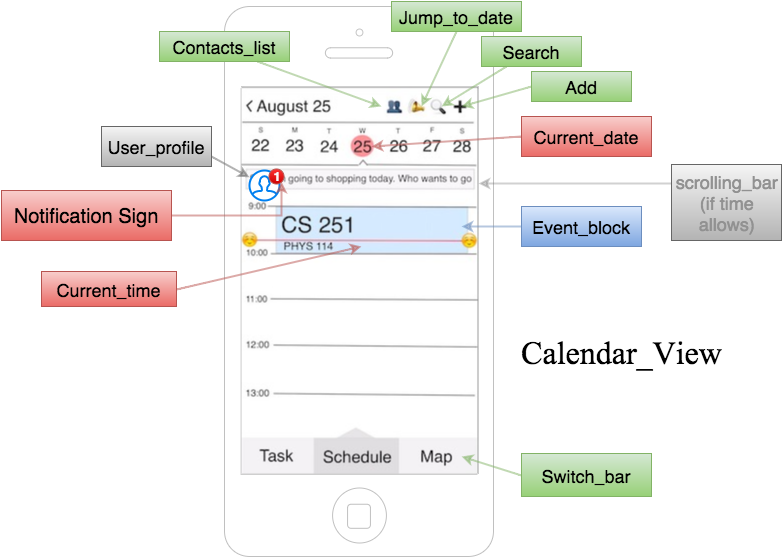 Jump_to_date
Contacts_list
Search
Add
August 25
S M T W T F S
22 23 24 25 26 27 28
Current_date
User_profile
1
going to shopping today. Who wants to go
scrolling_bar
(if time
allows)
Notification Sign
9:00
CS 251
PHYS 114
Event_block
10:00
Current_time
11:00
12:00
Calendar_View
13:00
Task Schedule Map
Switch_bar